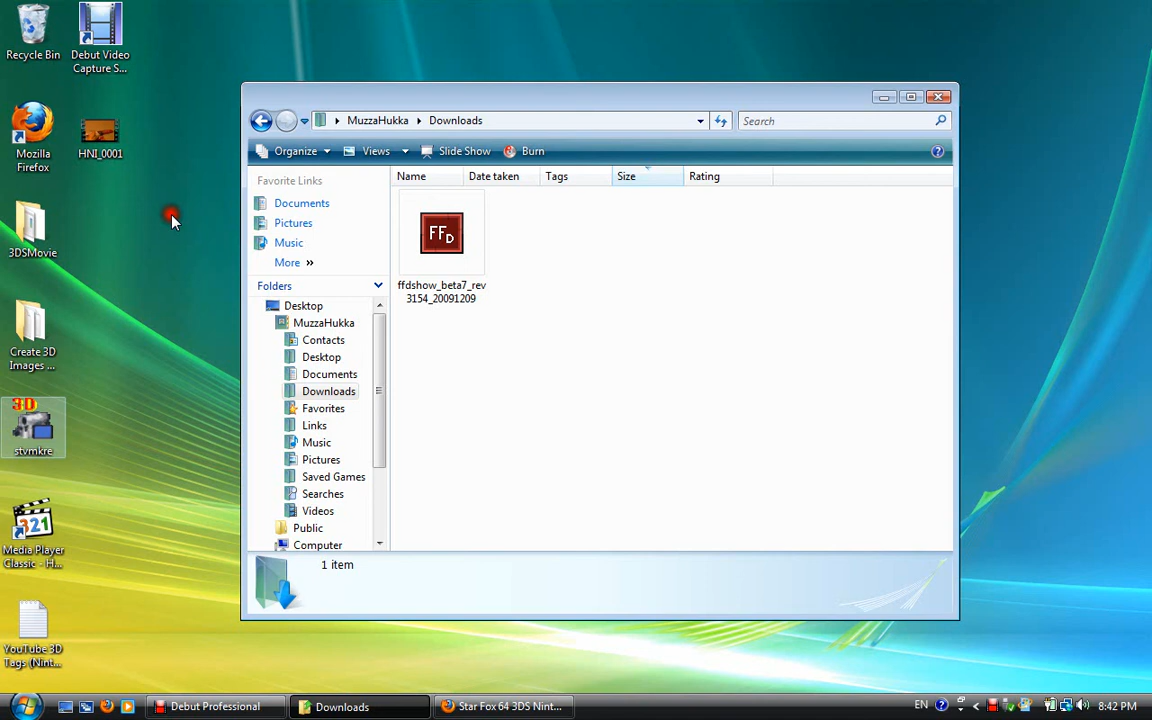 Recycle Bin
Debut Video
Capture S...
Mozilla
Firefox
HNI_0001
3DSMovie
Create 3D
Images ...
3D
stvmkre
321
Media Player
Classic - H...
YouTube 3D
Tags (Nint...
MuzzaHukka
Downloads
Search
Organize
Views
Slide Show
Burn
Favorite Links
Documents
Pictures
Music
More »
Folders
Desktop
MuzzaHukka
Contacts
Desktop
Documents
Downloads
Favorites
Links
Music
Pictures
Saved Games
Searches
Videos
Public
Computer
Name
Date taken
Tags
Size
Rating
FFD
ffdshow_beta7_rev
3154_20091209
1 item
Debut Professional
Downloads
Star Fox 64 3DS Nint...
EN
8:42 PM